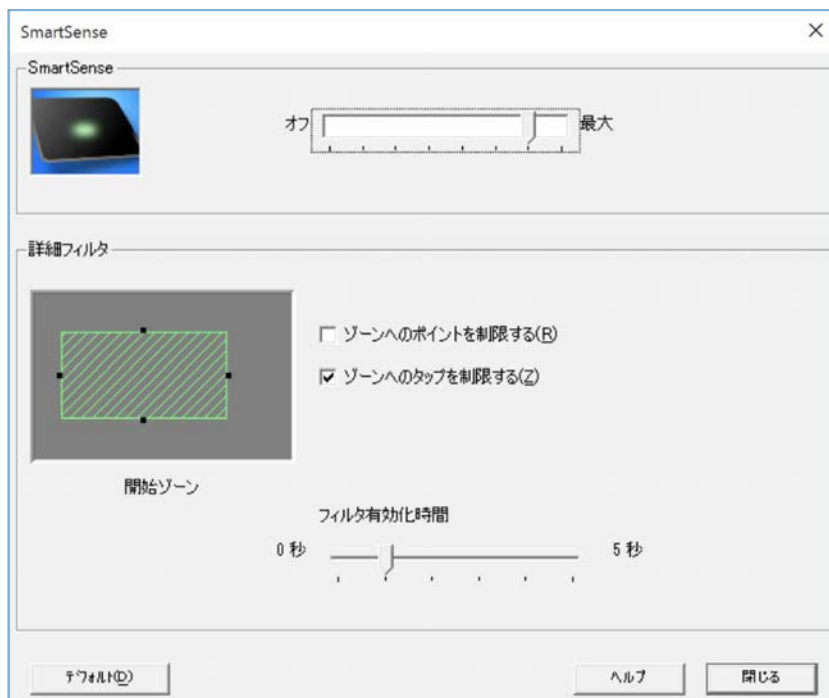 SmartSense
SmartSense
オフ 最大
詳細フィルタ
ゾーンへのポイントを制限する(R)
ゾーンへのタップを制限する(Z)
開始ゾーン
フィルタ有効化時間
0 秒 5 秒
デフォルト(D) ヘルプ 閉じる